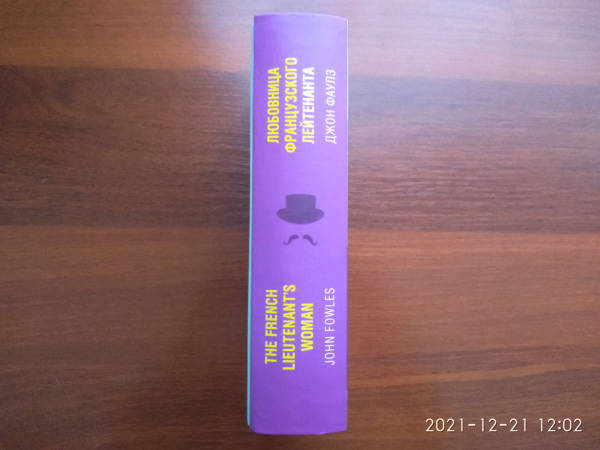 ЛЮБОВНИЦА
ФРАНЦУЗСКОГО
ЛЕЙТЕНАНТА
ДЖОН ФАУЛЗ
THE FRENCH
LIEUTENANT'S
WOMAN
JOHN FOWLES
2021-12-21 12:02